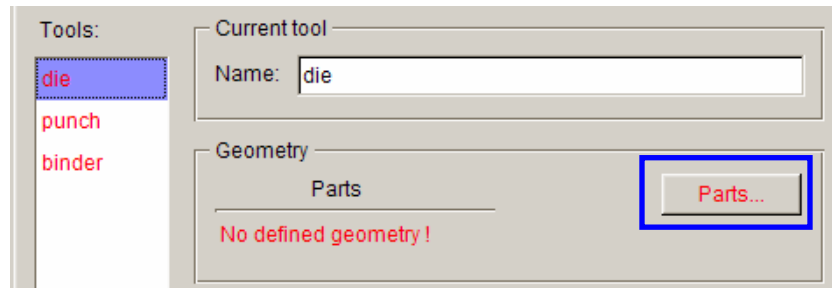 Tools:
die
punch
binder
Current tool
Name: die
Geometry
Parts
Parts...
No defined geometry !